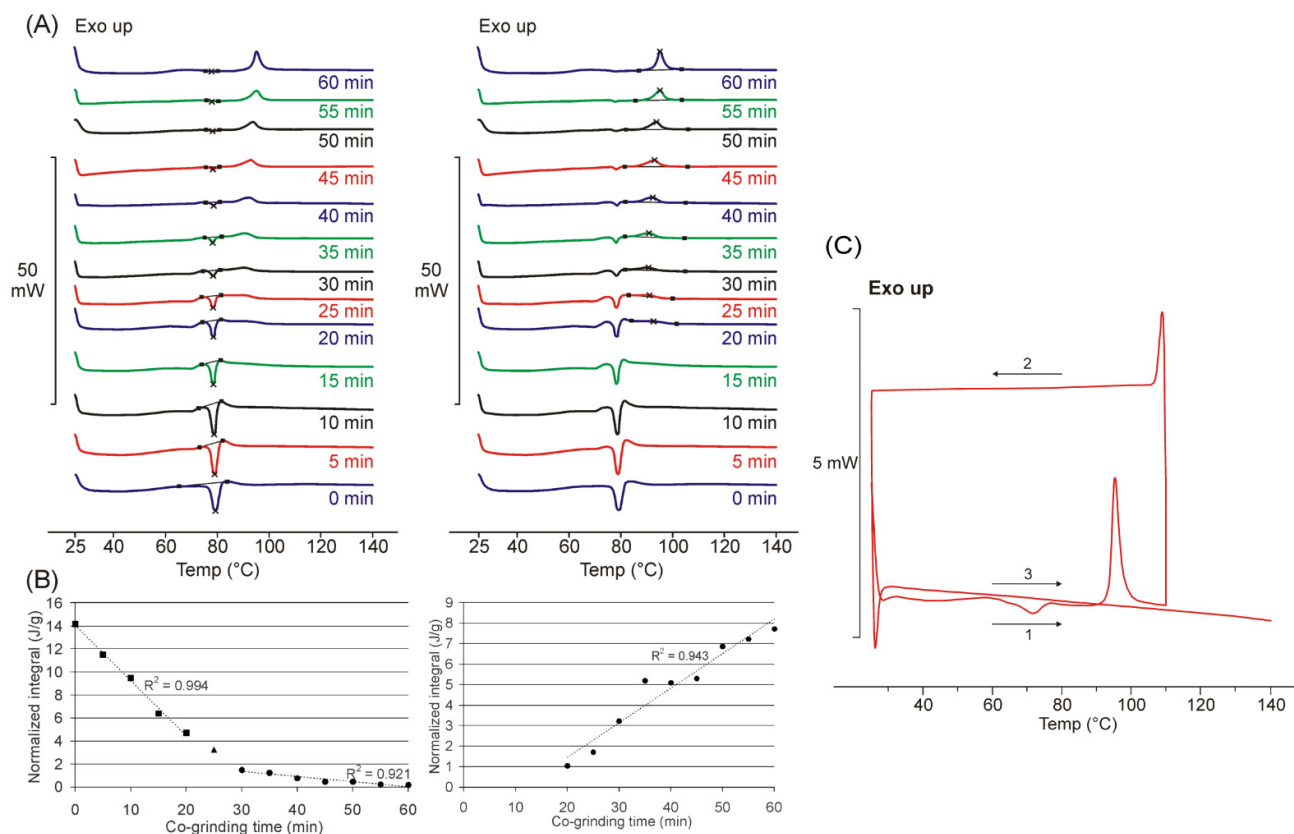 (A)
Exo up
60 min
55 min
50 min
45 min
40 min
35 min
30 min
25 min
20 min
15 min
10 min
5 min
0 min
50
mW
25 40 60 80 100 120 140
Temp (°C)
Exo up
60 min
55 min
50 min
45 min
40 min
35 min
30 min
25 min
20 min
15 min
10 min
5 min
0 min
50
mW
25 40 60 80 100 120 140
Temp (°C)
(B)
Normalized integral (J/g)
16
14
12
10
8
6
4
2
0
R² = 0.994
R² = 0.921
0 10 20 30 40 50 60
Co-grinding time (min)
Normalized integral (J/g)
9
8
7
6
5
4
3
2
1
0
R² = 0.943
0 10 20 30 40 50 60
Co-grinding time (min)
(C)
Exo up
5 mW
2
3
1
40 60 80 100 120 140
Temp (°C)